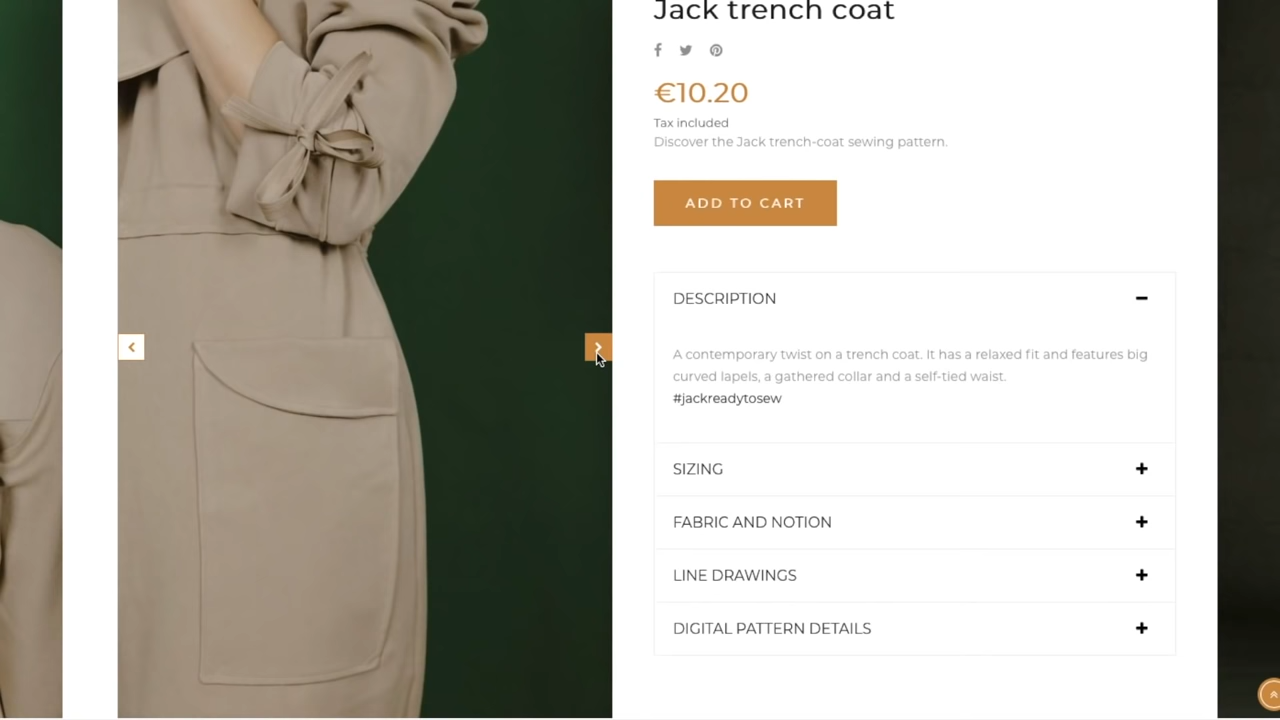 Jack trench coat
€10.20
Tax included
Discover the Jack trench-coat sewing pattern.
ADD TO CART
DESCRIPTION
A contemporary twist on a trench coat. It has a relaxed fit and features big
curved lapels, a gathered collar and a self-tied waist.
#jackreadytosew
SIZING
FABRIC AND NOTION
LINE DRAWINGS
DIGITAL PATTERN DETAILS